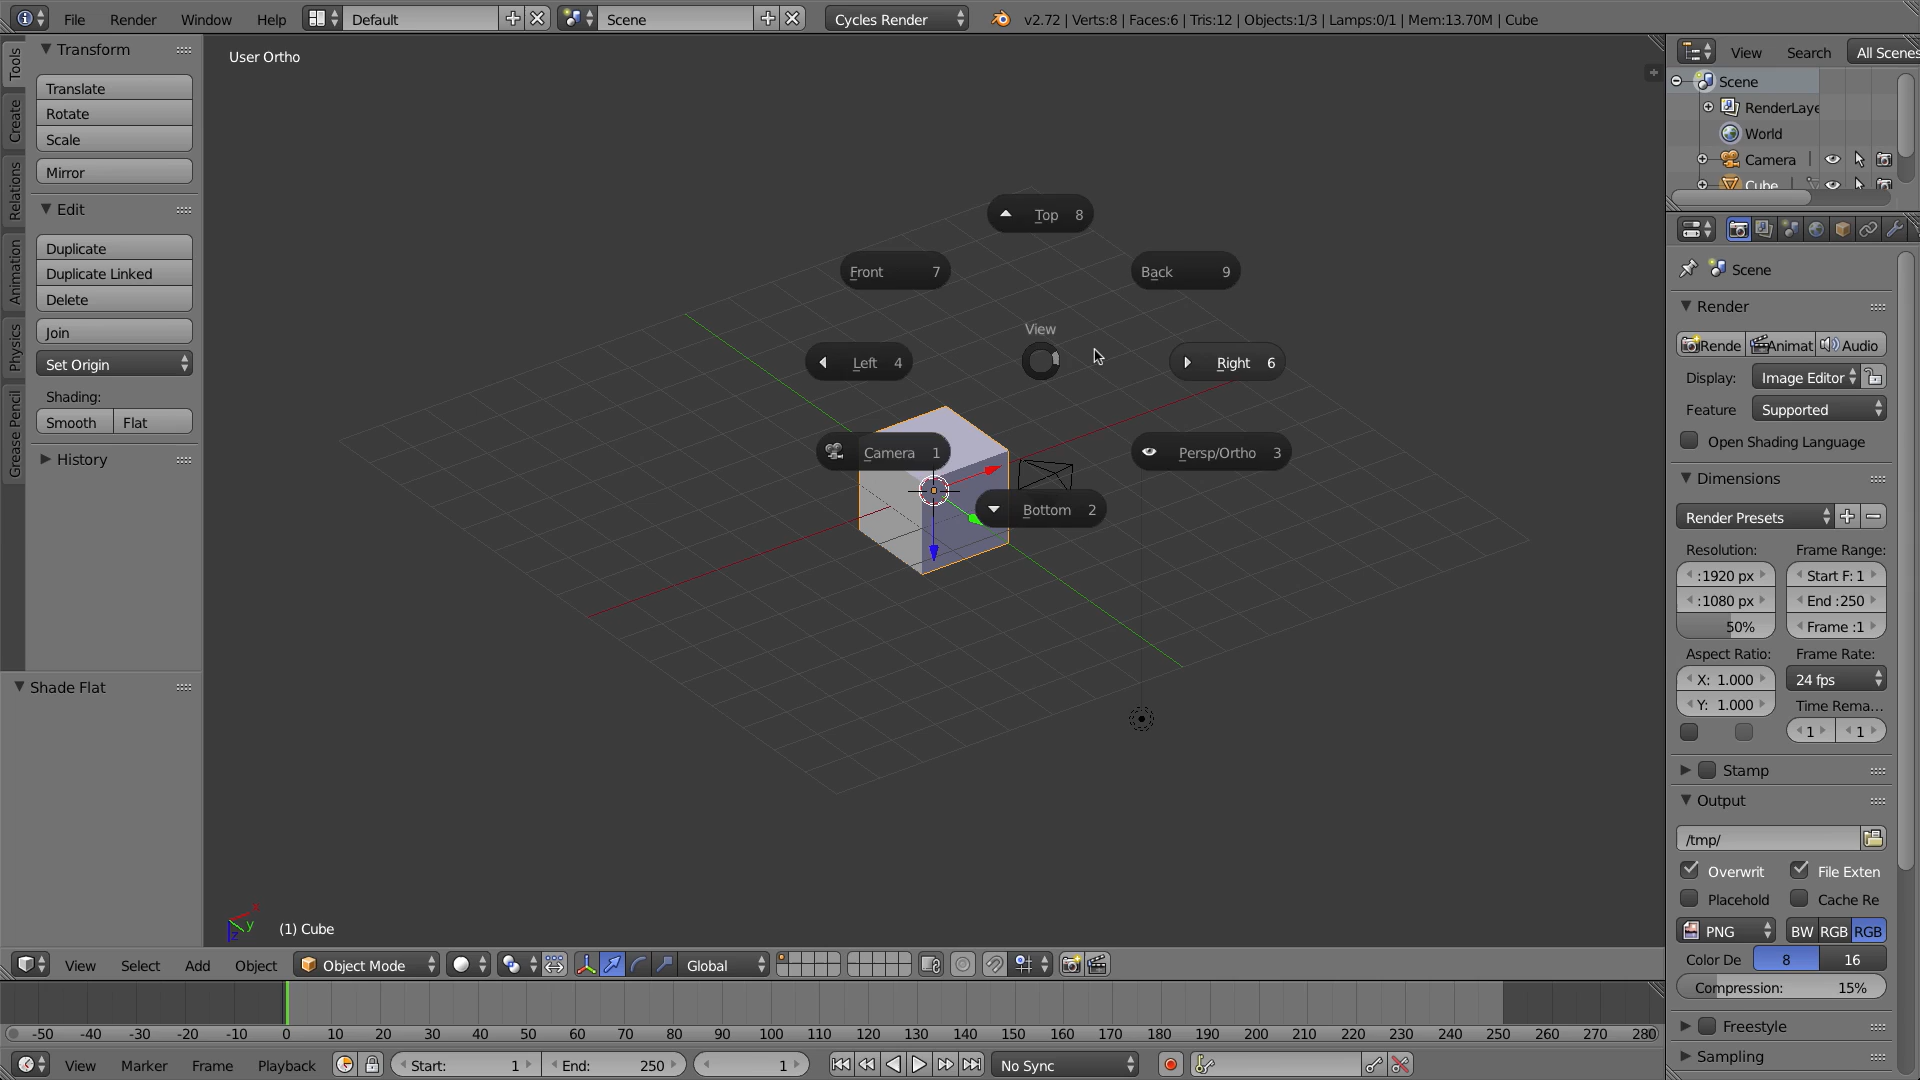 File Render Window Help Default Scene Cycles Render v2.72 | Verts:8 | Faces:6 | Tris:12 | Objects:1/3 | Lamps:0/1 | Mem:13.70M | Cube
Tools
Create
Relations
Animation
Physics
Grease Pencil
Transform
Translate
Rotate
Scale
Mirror
Edit
Duplicate
Duplicate Linked
Delete
Join
Set Origin
Shading:
Smooth Flat
History
Shade Flat
User Ortho
Top 8
Front 7
Back 9
View
Left 4
Right 6
Camera 1
Persp/Ortho 3
Bottom 2
x
y
z
(1) Cube
View Search All Scenes
Scene
RenderLaye
World
Camera |
Cube
Scene
Render
Rende Animat Audio
Display: Image Editor
Feature Supported
Open Shading Language
Dimensions
Render Presets
Resolution: Frame Range:
:1920 px Start F: 1
:1080 px End :250
50% Frame :1
Aspect Ratio: Frame Rate:
X: 1.000 24 fps
Y: 1.000 Time Rema...
1 1
Stamp
Output
/tmp/
Overwrit File Exten
Placehold Cache Re
PNG BW RGB RGB
Color De 8 16
Compression: 15%
Freestyle
Sampling
View Select Add Object Object Mode Global
-50 -40 -30 -20 -10 0 10 20 30 40 50 60 70 80 90 100 110 120 130 140 150 160 170 180 190 200 210 220 230 240 250 260 270 280
View Marker Frame Playback Start: 1 End: 250 1 No Sync